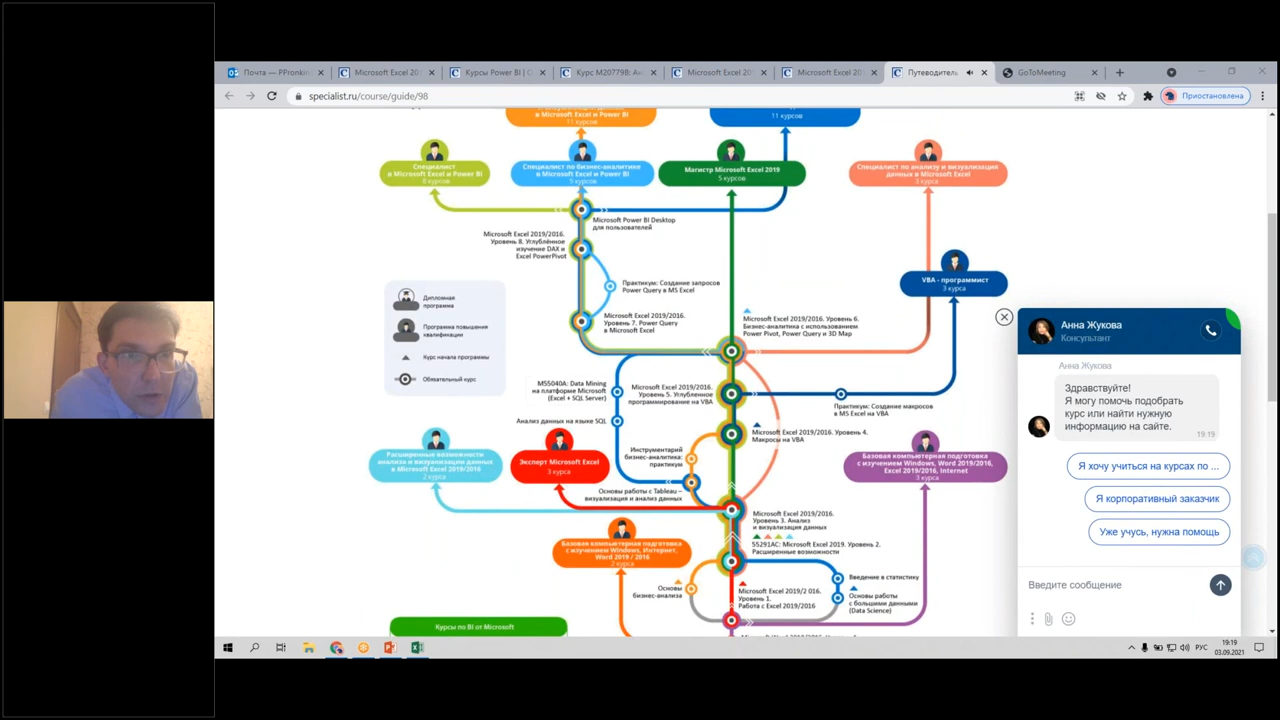 Почта — PPronkin
Microsoft Excel 20
Курсы Power BI | О
Курс M20779B: Ан
Microsoft Excel 20
Microsoft Excel 20
Путеводитель
GoToMeeting
specialist.ru/course/guide/98
Приостановлена
в Microsoft Excel и Power BI
11 курсов
11 курсов
Специалист
в Microsoft Excel и Power BI
8 курсов
Специалист по бизнес-аналитике
в Microsoft Excel и Power BI
5 курсов
Магистр Microsoft Excel 2019
5 курсов
Специалист по анализу и визуализации
данных в Microsoft Excel
3 курса
Microsoft Power BI Desktop
для пользователей
Microsoft Excel 2019/2016.
Уровень 8. Углублённое
изучение DAX и
Excel PowerPivot
Практикум: Создание запросов
Power Query в MS Excel
VBA - программист
3 курса
Дипломная
программа
Программа повышения
квалификации
Курс начала программы
Обязательный курс
Microsoft Excel 2019/2016.
Уровень 7. Power Query
в Microsoft Excel
Microsoft Excel 2019/2016. Уровень 6.
Бизнес-аналитика с использованием
Power Pivot, Power Query и 3D Map
MS5040A: Data Mining
на платформе Microsoft
(Excel + SQL Server)
Microsoft Excel 2019/2016.
Уровень 5. Углубленное
программирование на VBA
Практикум: Создание макросов
в MS Excel на VBA
Анализ данных на языке SQL
Microsoft Excel 2019/2016. Уровень 4.
Макросы на VBA
Расширенные возможности
анализа и визуализации данных
в Microsoft Excel 2019/2016
2 курса
Эксперт Microsoft Excel
3 курса
Инструментарий
бизнес-аналитика:
практикум
Базовая компьютерная подготовка
с изучением Windows, Word 2019/2016,
Excel 2019/2016, Internet
3 курса
Основы работы с Tableau –
визуализация и анализ данных
Microsoft Excel 2019/2016.
Уровень 3. Анализ
и визуализация данных
Базовая компьютерная подготовка
с изучением Windows, Интернет,
Word 2019 / 2016
2 курса
55291AC: Microsoft Excel 2019. Уровень 2.
Расширенные возможности
Введение в статистику
Основы
бизнес-анализа
Microsoft Excel 2019/2 016.
Уровень 1.
Работа с Excel 2019/2016
Основы работы
с большими данными
(Data Science)
Курсы по BI от Microsoft
Анна Жукова
Консультант
Анна Жукова
Здравствуйте!
Я могу помочь подобрать
курс или найти нужную
информацию на сайте.
19:19
Я хочу учиться на курсах по ...
Я корпоративный заказчик
Уже учусь, нужна помощь
Введите сообщение
РУС
19:19
03.09.2021